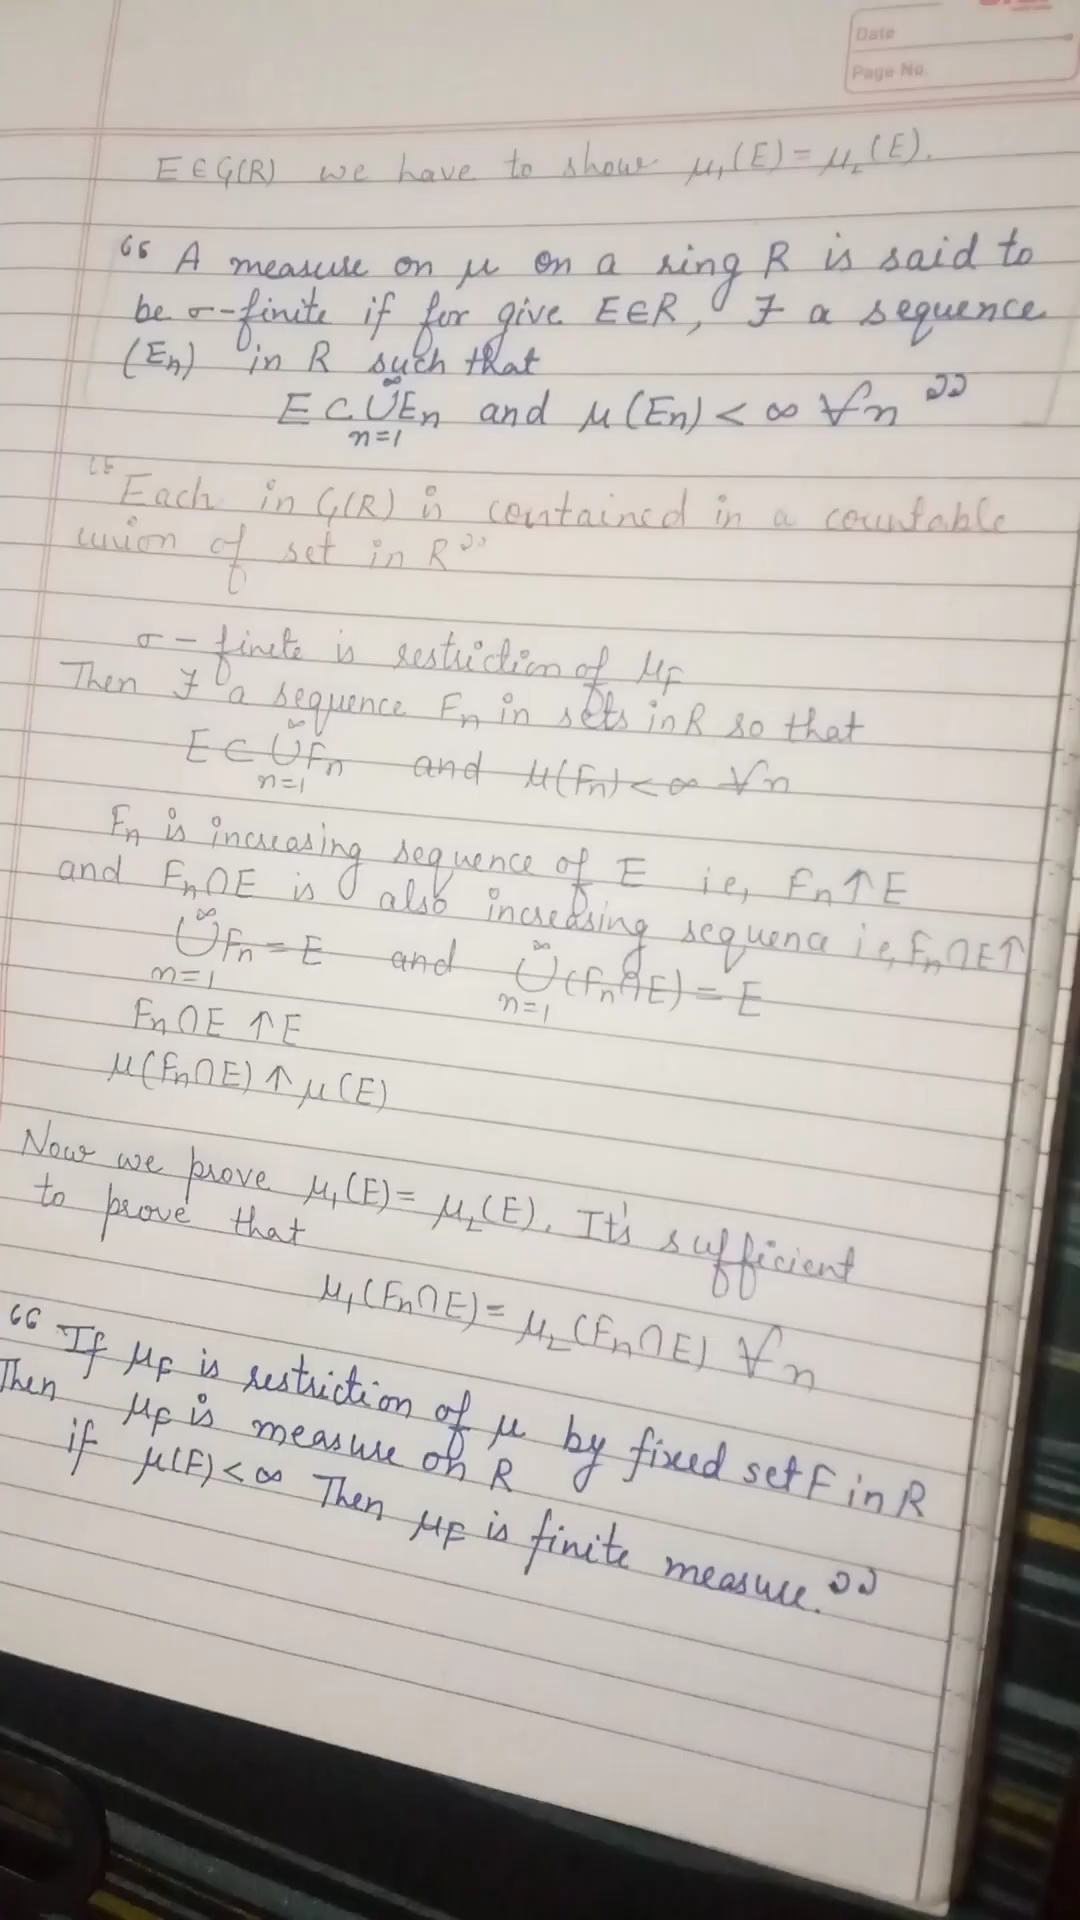 Date
Page No.
E ∈ G(R) we have to show μ₁(E) = μ₂(E).
“ A measure on μ on a ring R is said to
be σ-finite if for give E∈R, ∃ a sequence
(En) in R such that
E ⊂ ∞∪n=1 En and μ(En) < ∞ ∀n ”
“ Each in G(R) is contained in a countable
union of set in R ”
σ-finite is restriction of μF
Then ∃ a sequence Fn in sets in R so that
E ⊂ ∞∪n=1 Fn and μ(Fn) < ∞ ∀n
Fn is increasing sequence of E ie, Fn↑E
and Fn∩E is also increasing sequence ie, Fn∩E↑
∞∪n=1 Fn = E and ∞∪n=1 (Fn∩E) = E
Fn∩E ↑E
μ(Fn∩E) ↑ μ(E)
Now we prove μ₁(E) = μ₂(E). It's sufficient
to prove that
μ₁(Fn∩E) = μ₂(Fn∩E) ∀n
“ If μF is restriction of μ by fixed set F in R
Then μF is measure on R
if μ(F) < ∞ Then μF is finite measure. ”